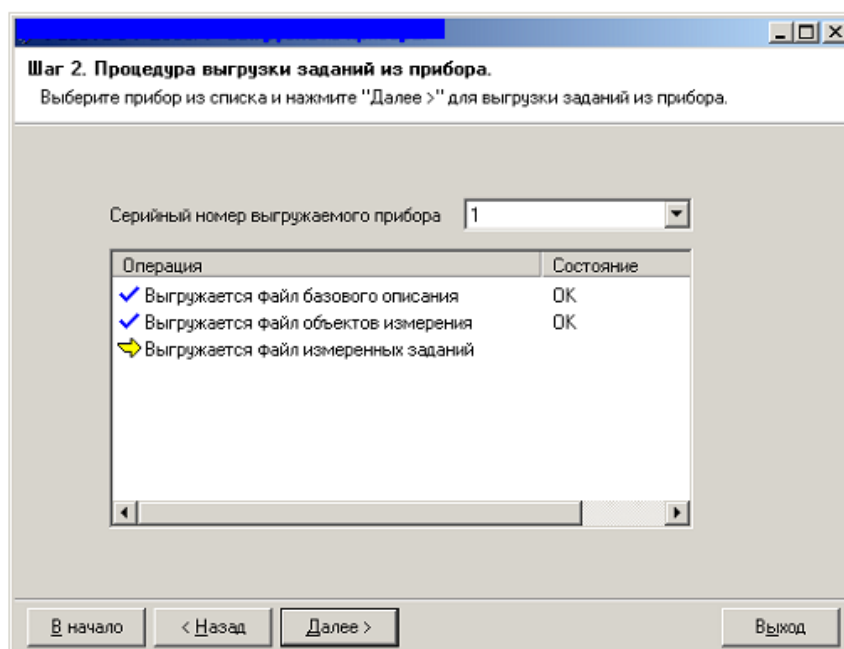 Шаг 2. Процедура выгрузки заданий из прибора.
Выберите прибор из списка и нажмите "Далее >" для выгрузки заданий из прибора.
Серийный номер выгружаемого прибора 1
Операция Состояние
Выгружается файл базового описания OK
Выгружается файл объектов измерения OK
Выгружается файл измеренных заданий
В начало < Назад Далее > Выход